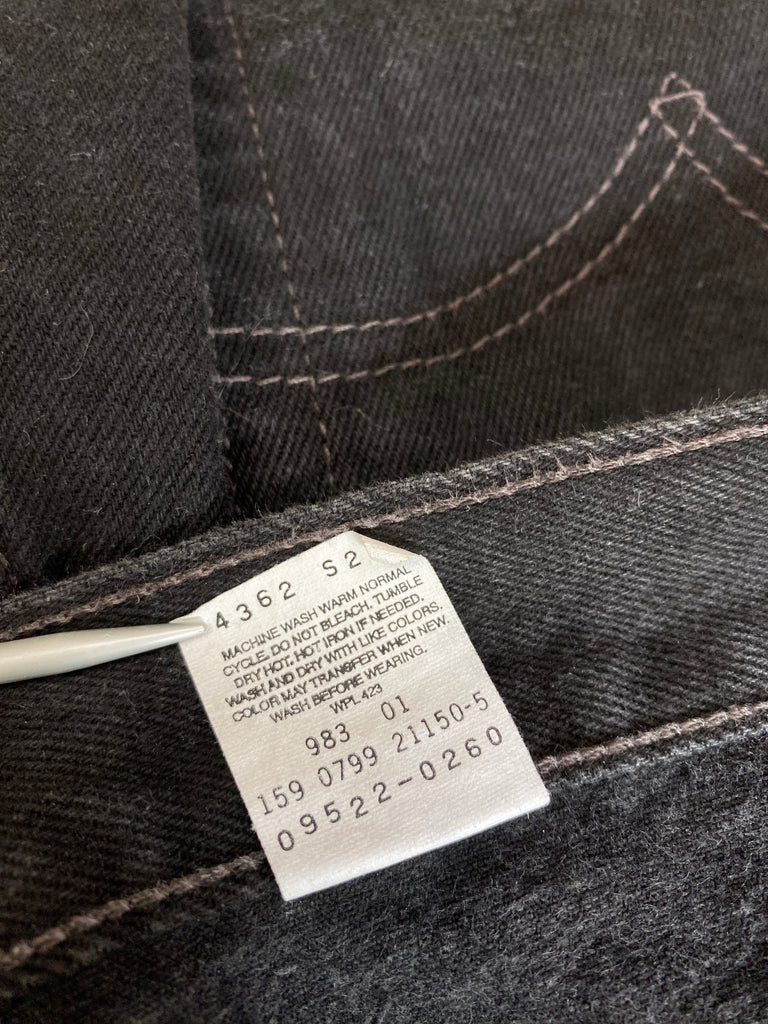 4362 S2
MACHINE WASH WARM NORMAL
CYCLE. DO NOT BLEACH. TUMBLE
DRY HOT. HOT IRON IF NEEDED.
WASH AND DRY WITH LIKE COLORS.
COLOR MAY TRANSFER WHEN NEW.
WASH BEFORE WEARING.
WPL 423
983 01
159 0799 21150-5
09522-0260